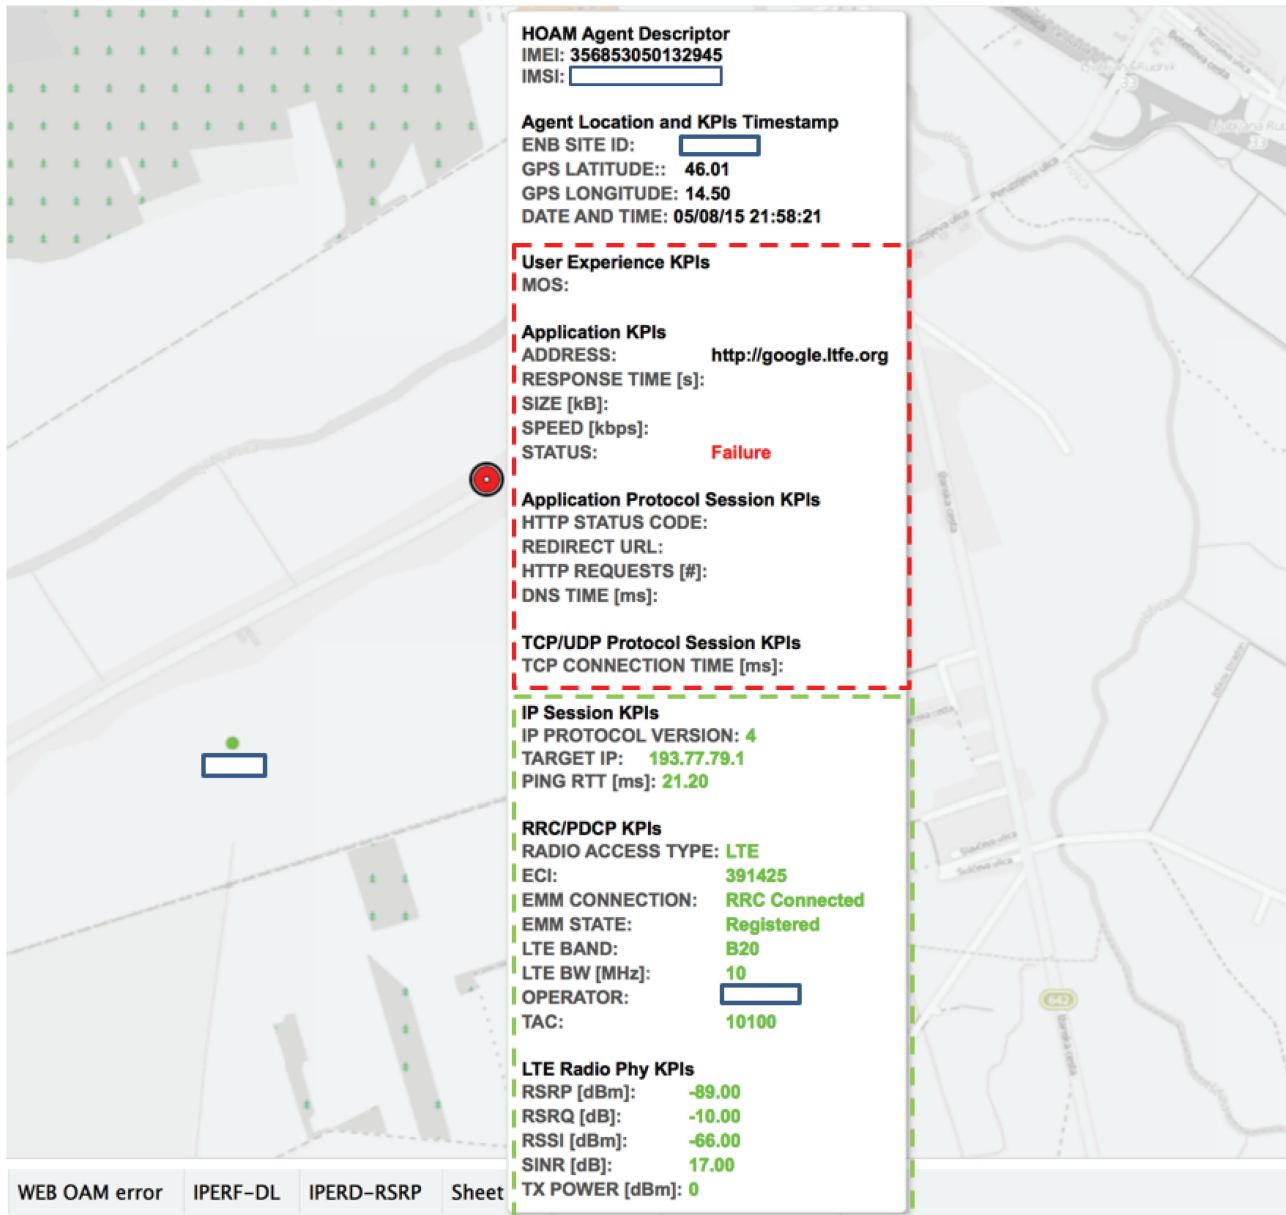 HOAM Agent Descriptor
IMEI: 356853050132945
IMSI:
Agent Location and KPIs Timestamp
ENB SITE ID:
GPS LATITUDE:: 46.01
GPS LONGITUDE: 14.50
DATE AND TIME: 05/08/15 21:58:21
User Experience KPIs
MOS:
Application KPIs
ADDRESS: http://google.ltfe.org
RESPONSE TIME [s]:
SIZE [kB]:
SPEED [kbps]:
STATUS: Failure
Application Protocol Session KPIs
HTTP STATUS CODE:
REDIRECT URL:
HTTP REQUESTS [#]:
DNS TIME [ms]:
TCP/UDP Protocol Session KPIs
TCP CONNECTION TIME [ms]:
IP Session KPIs
IP PROTOCOL VERSION: 4
TARGET IP: 193.77.79.1
PING RTT [ms]: 21.20
RRC/PDCP KPIs
RADIO ACCESS TYPE: LTE
ECI: 391425
EMM CONNECTION: RRC Connected
EMM STATE: Registered
LTE BAND: B20
LTE BW [MHz]: 10
OPERATOR:
TAC: 10100
LTE Radio Phy KPIs
RSRP [dBm]: -89.00
RSRQ [dB]: -10.00
RSSI [dBm]: -66.00
SINR [dB]: 17.00
TX POWER [dBm]: 0
WEB OAM error IPERF-DL IPERD-RSRP Sheet
Peruzzijeva ulica
Ižanska cesta
642
33